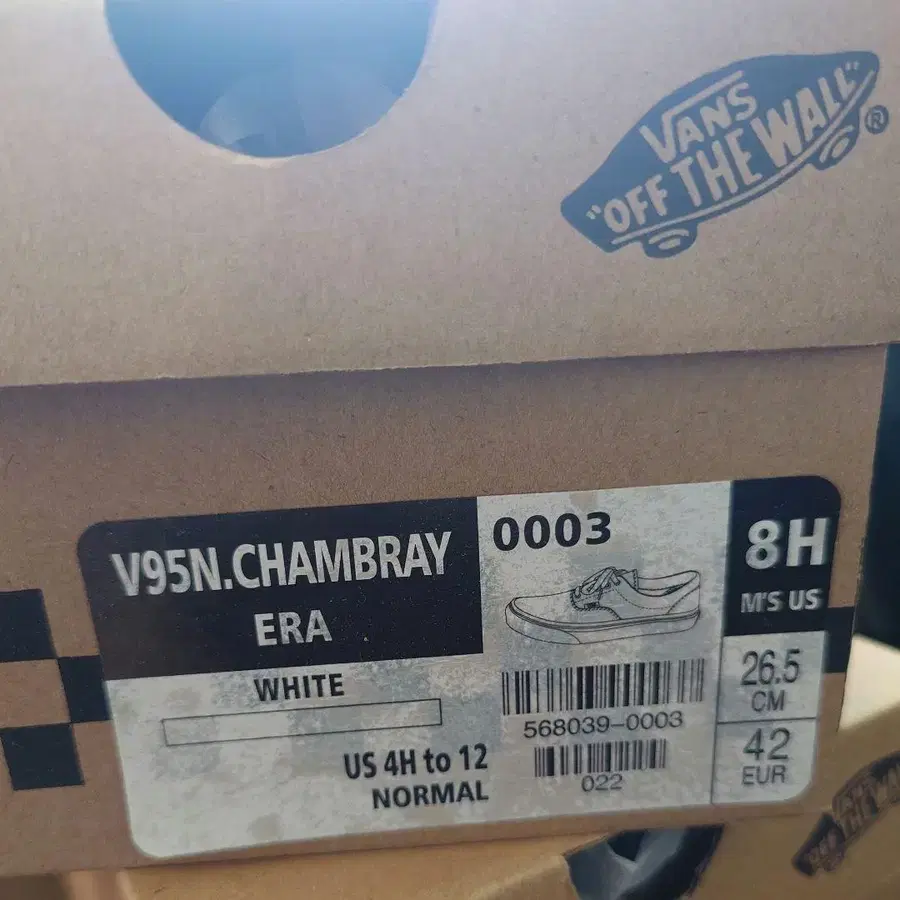 VANS
"OFF THE WALL"
®
V95N.CHAMBRAY
ERA
0003
8H
M'S US
WHITE
26.5
CM
568039-0003
US 4H to 12
NORMAL
022
42
EUR